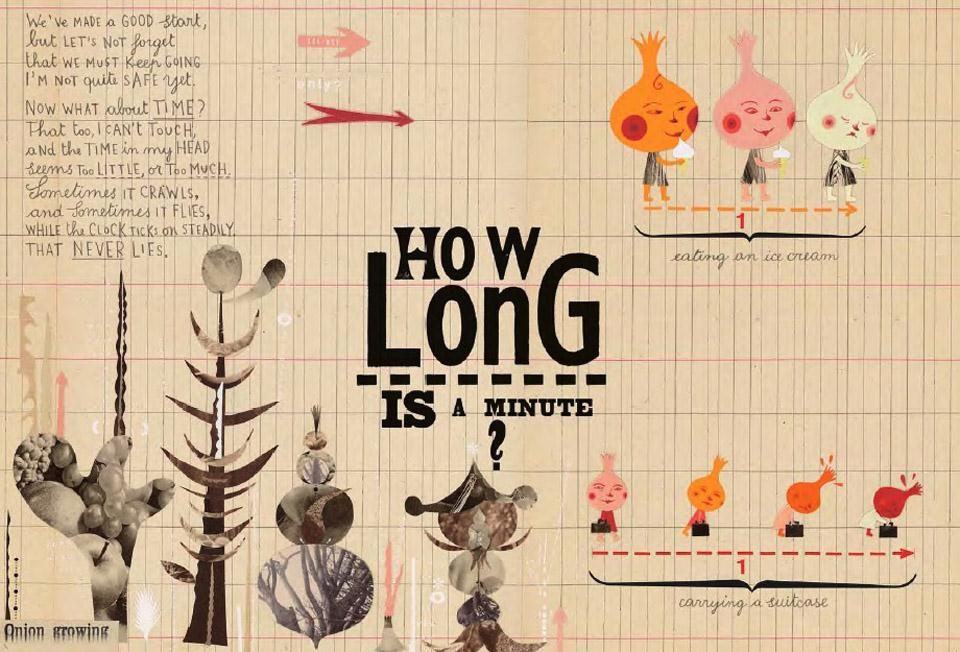 We've MADE a GOOD start,
but LET'S NOT forget
that WE MUST Keep GOING
I'M NOT quite SAFE yet.
NOW WHAT about TIME?
That too, I CAN'T TOUCH,
and the TIME in my HEAD
seems Too LITTLE, or Too MUCH.
Sometimes IT CRAWLS,
and Sometimes IT FLIES,
WHILE the CLOCK ticks on STEADILY
THAT NEVER LIES.
only?
HOW
LonG
IS A MINUTE
?
1
eating an ice cream
1
carrying a suitcase
Onion growing